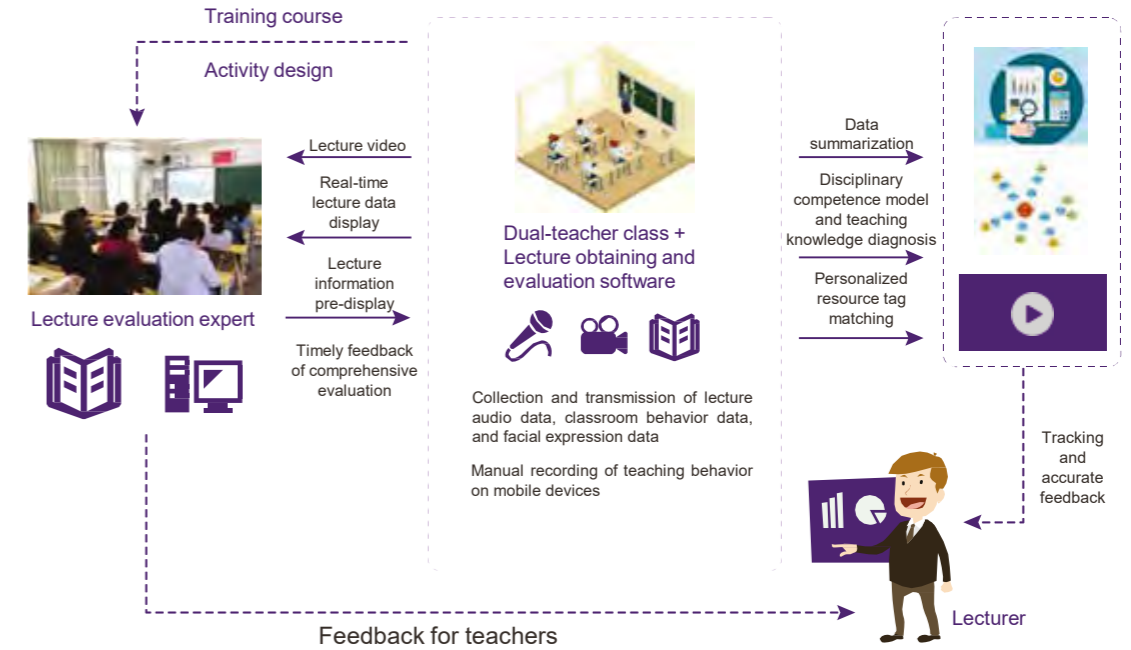 Training course
Activity design
Lecture video
Real-time
lecture data
display
Lecture
information
pre-display
Timely feedback
of comprehensive
evaluation
Lecture evaluation expert
Dual-teacher class +
Lecture obtaining and
evaluation software
Collection and transmission of lecture
audio data, classroom behavior data,
and facial expression data
Manual recording of teaching behavior
on mobile devices
Data
summarization
Disciplinary
competence model
and teaching
knowledge diagnosis
Personalized
resource tag
matching
Tracking
and
accurate
feedback
Lecturer
Feedback for teachers